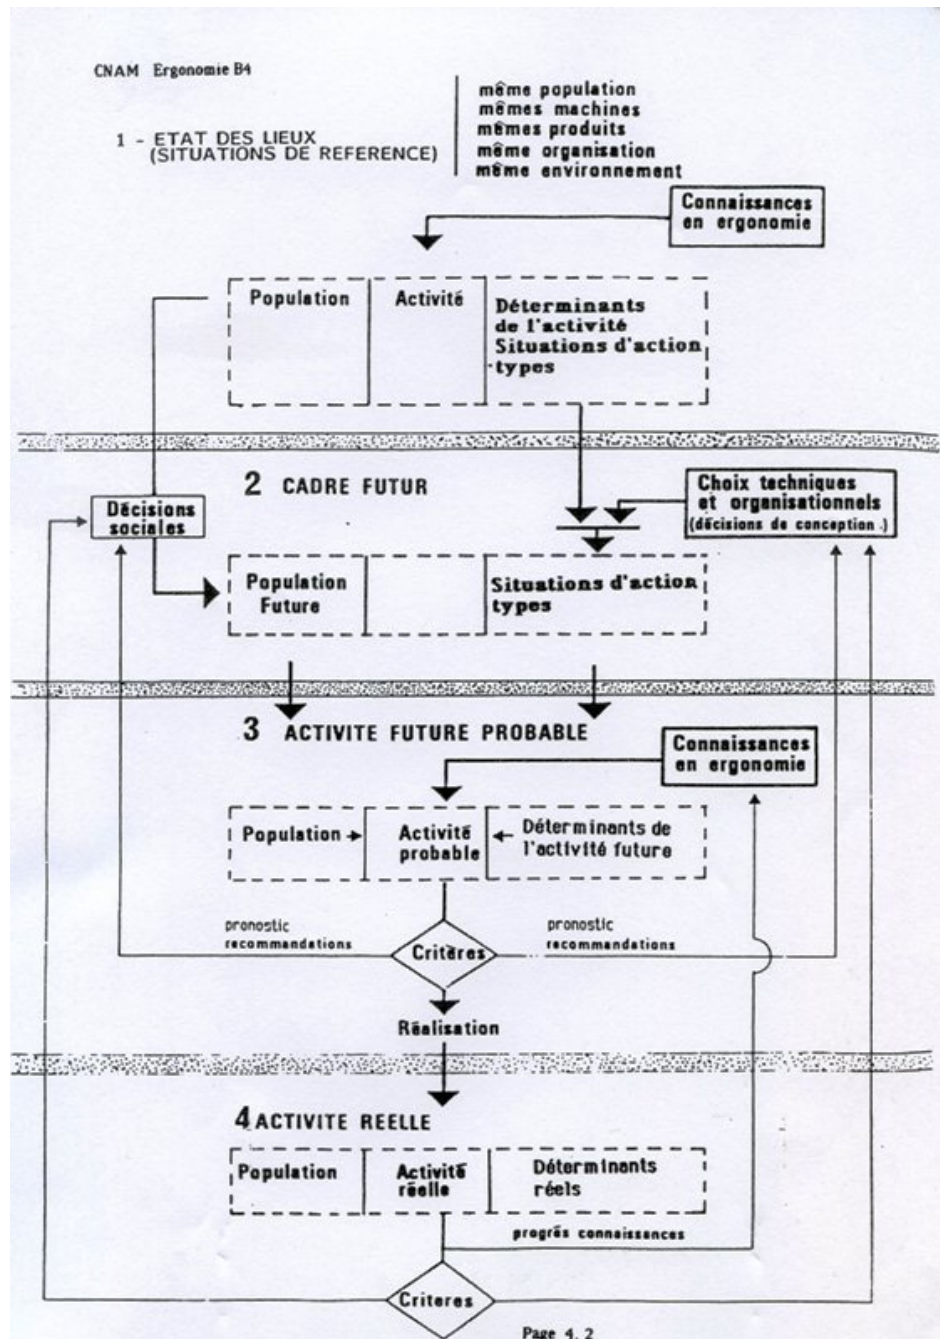 CNAM Ergonomie B4
même population
mêmes machines
mêmes produits
même organisation
même environnement
1 - ETAT DES LIEUX
(SITUATIONS DE REFERENCE)
Connaissances
en ergonomie
Population
Activité
Déterminants
de l'activité
Situations d'action
types
2 CADRE FUTUR
Choix techniques
et organisationnels
(décisions de conception.)
Décisions
sociales
Population
Future
Situations d'action
types
3 ACTIVITE FUTURE PROBABLE
Connaissances
en ergonomie
Population
Activité
probable
Déterminants de
l'activité future
pronostic
recommandations
Critères
pronostic
recommandations
Réalisation
4 ACTIVITE REELLE
Population
Activité
réelle
Déterminants
réels
progrés connaissances
Criteres
Page 4. 2